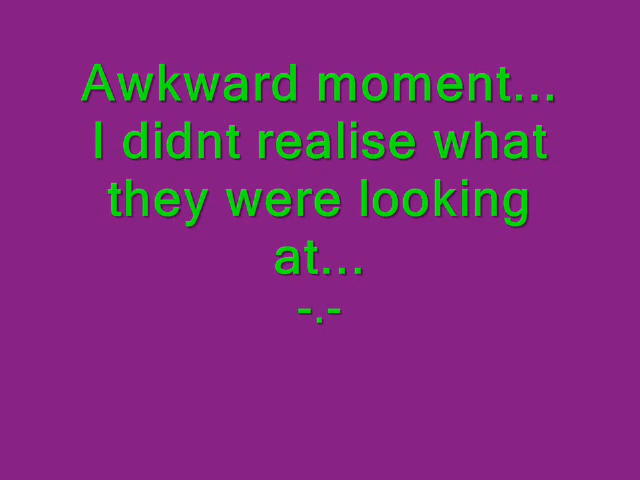 Awkward moment...
I didnt realise what
they were looking
at...
-.-